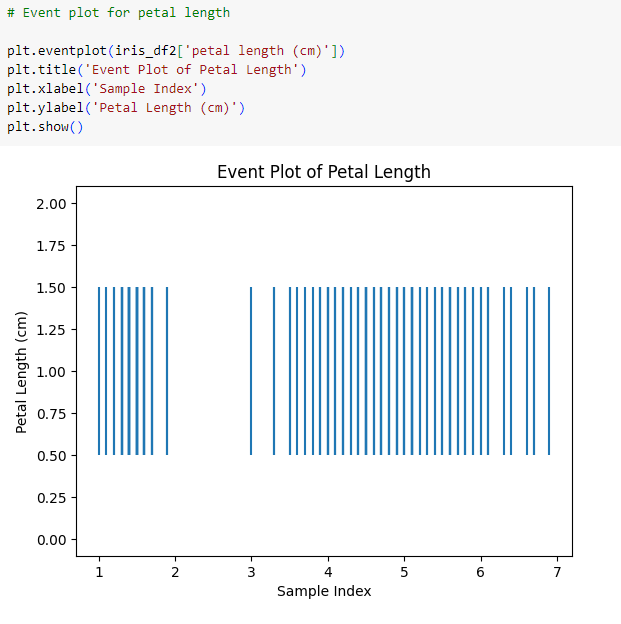 # Event plot for petal length
plt.eventplot(iris_df2['petal length (cm)'])
plt.title('Event Plot of Petal Length')
plt.xlabel('Sample Index')
plt.ylabel('Petal Length (cm)')
plt.show()
Event Plot of Petal Length
2.00
1.75
1.50
1.25
1.00
0.75
0.50
0.25
0.00
Petal Length (cm)
1 2 3 4 5 6 7
Sample Index